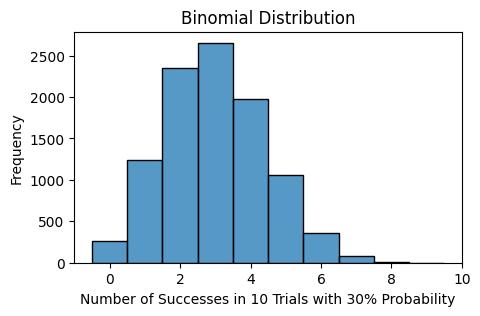 Binomial Distribution
Frequency
2500
2000
1500
1000
500
0
0 2 4 6 8 10
Number of Successes in 10 Trials with 30% Probability